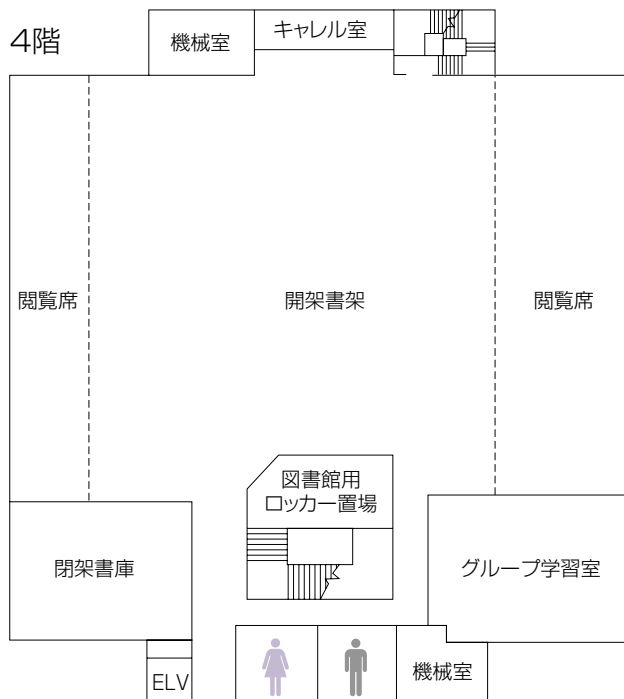 4階
機械室
キャレル室
閲覧席
開架書架
閲覧席
図書館用
ロッカー置場
閉架書庫
グループ学習室
ELV
機械室